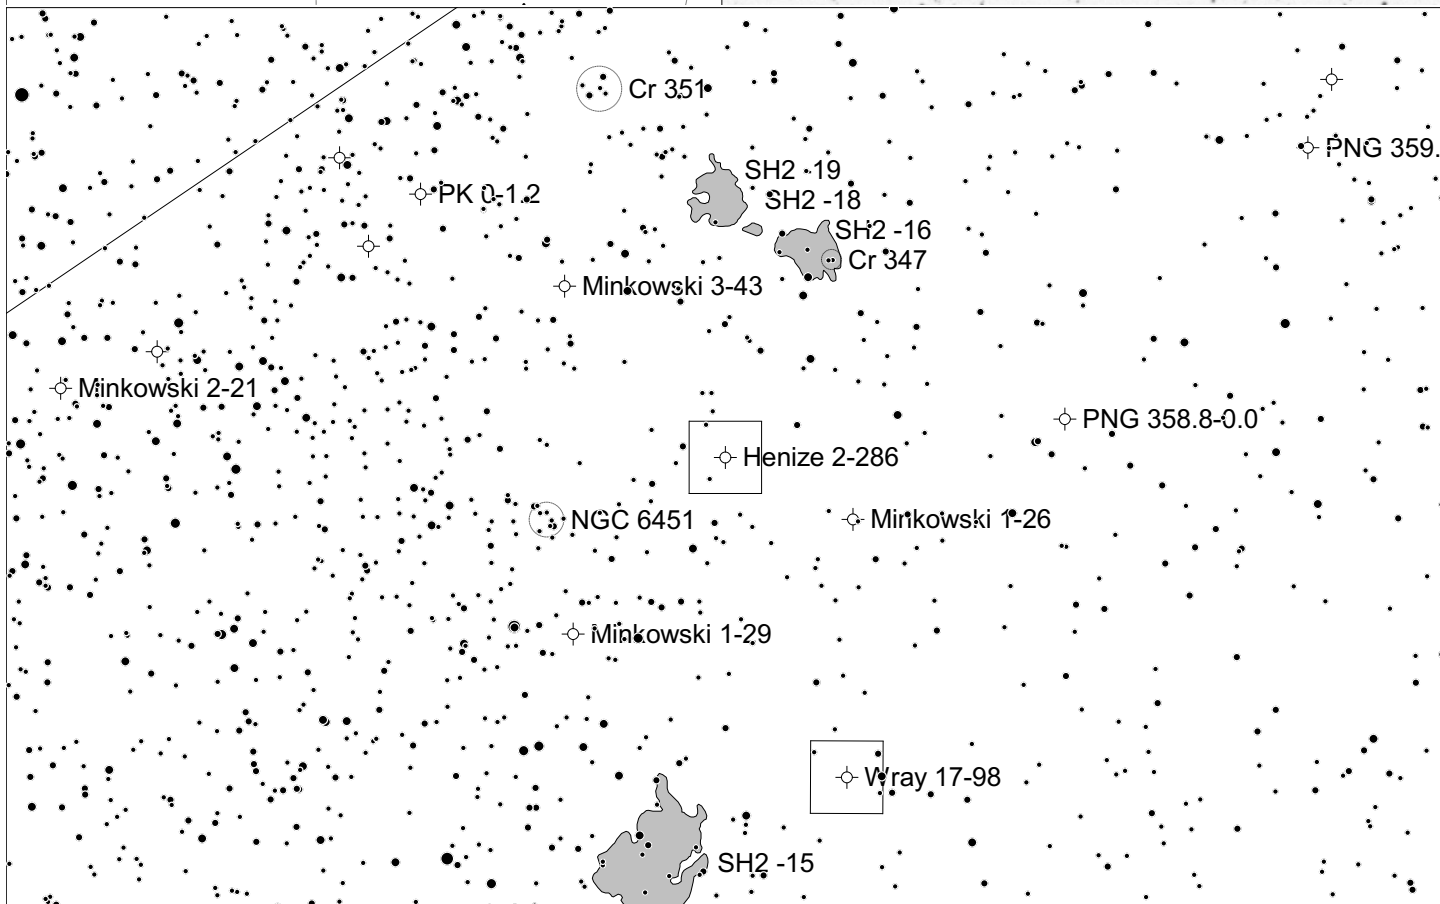 Cr 351
PNG 359.
SH2 -19
PK 0-1.2
SH2 -18
SH2 -16
Cr 347
Minkowski 3-43
Minkowski 2-21
PNG 358.8-0.0
Henize 2-286
NGC 6451
Minkowski 1-26
Minkowski 1-29
Wray 17-98
SH2 -15